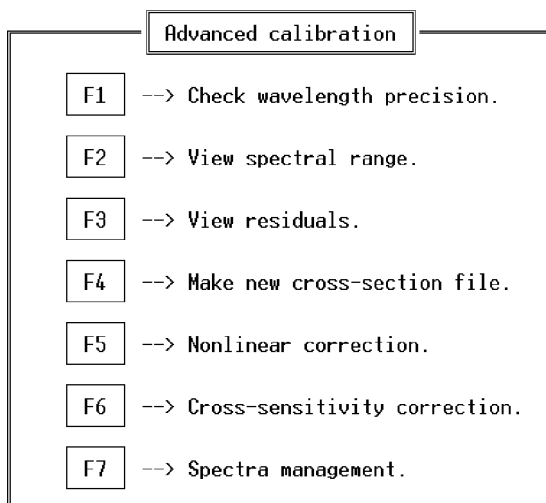 Advanced calibration
F1 --> Check wavelength precision.
F2 --> View spectral range.
F3 --> View residuals.
F4 --> Make new cross-section file.
F5 --> Nonlinear correction.
F6 --> Cross-sensitivity correction.
F7 --> Spectra management.